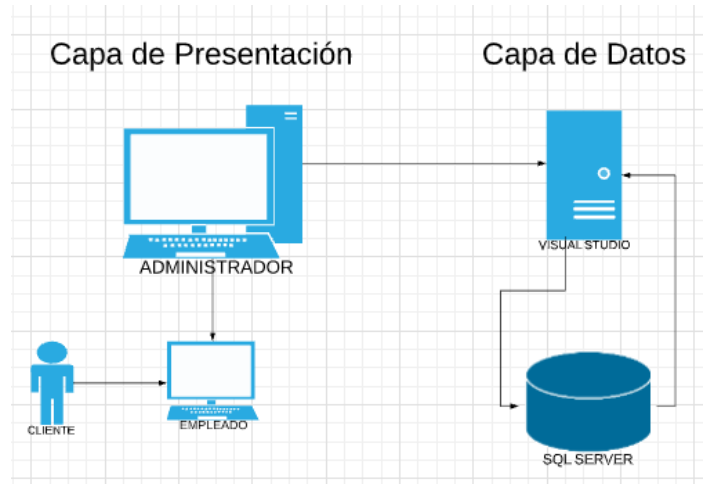 Capa de Presentación
Capa de Datos
VISUAL STUDIO
ADMINISTRADOR
CLIENTE
EMPLEADO
SQL SERVER